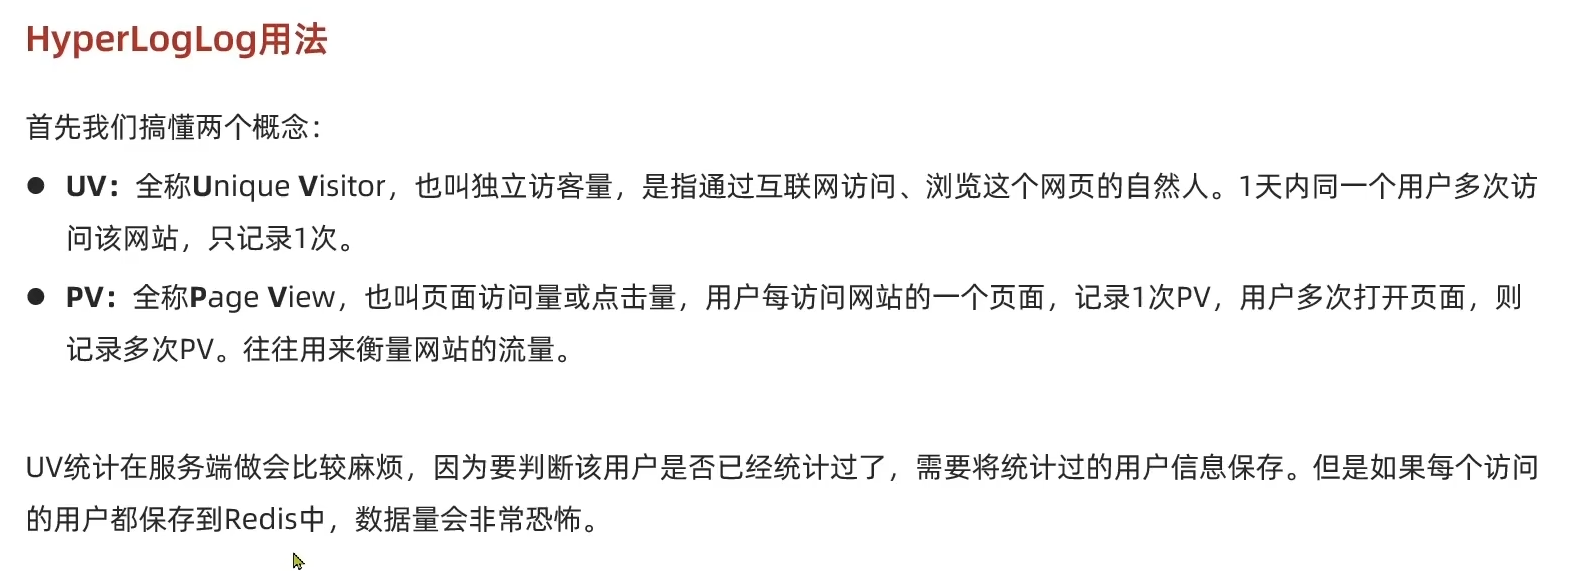 HyperLogLog用法
首先我们搞懂两个概念：
● UV：全称Unique Visitor，也叫独立访客量，是指通过互联网访问、浏览这个网页的自然人。1天内同一个用户多次访
问该网站，只记录1次。
● PV：全称Page View，也叫页面访问量或点击量，用户每访问网站的一个页面，记录1次PV，用户多次打开页面，则
记录多次PV。往往用来衡量网站的流量。
UV统计在服务端做会比较麻烦，因为要判断该用户是否已经统计过了，需要将统计过的用户信息保存。但是如果每个访问
的用户都保存到Redis中，数据量会非常恐怖。